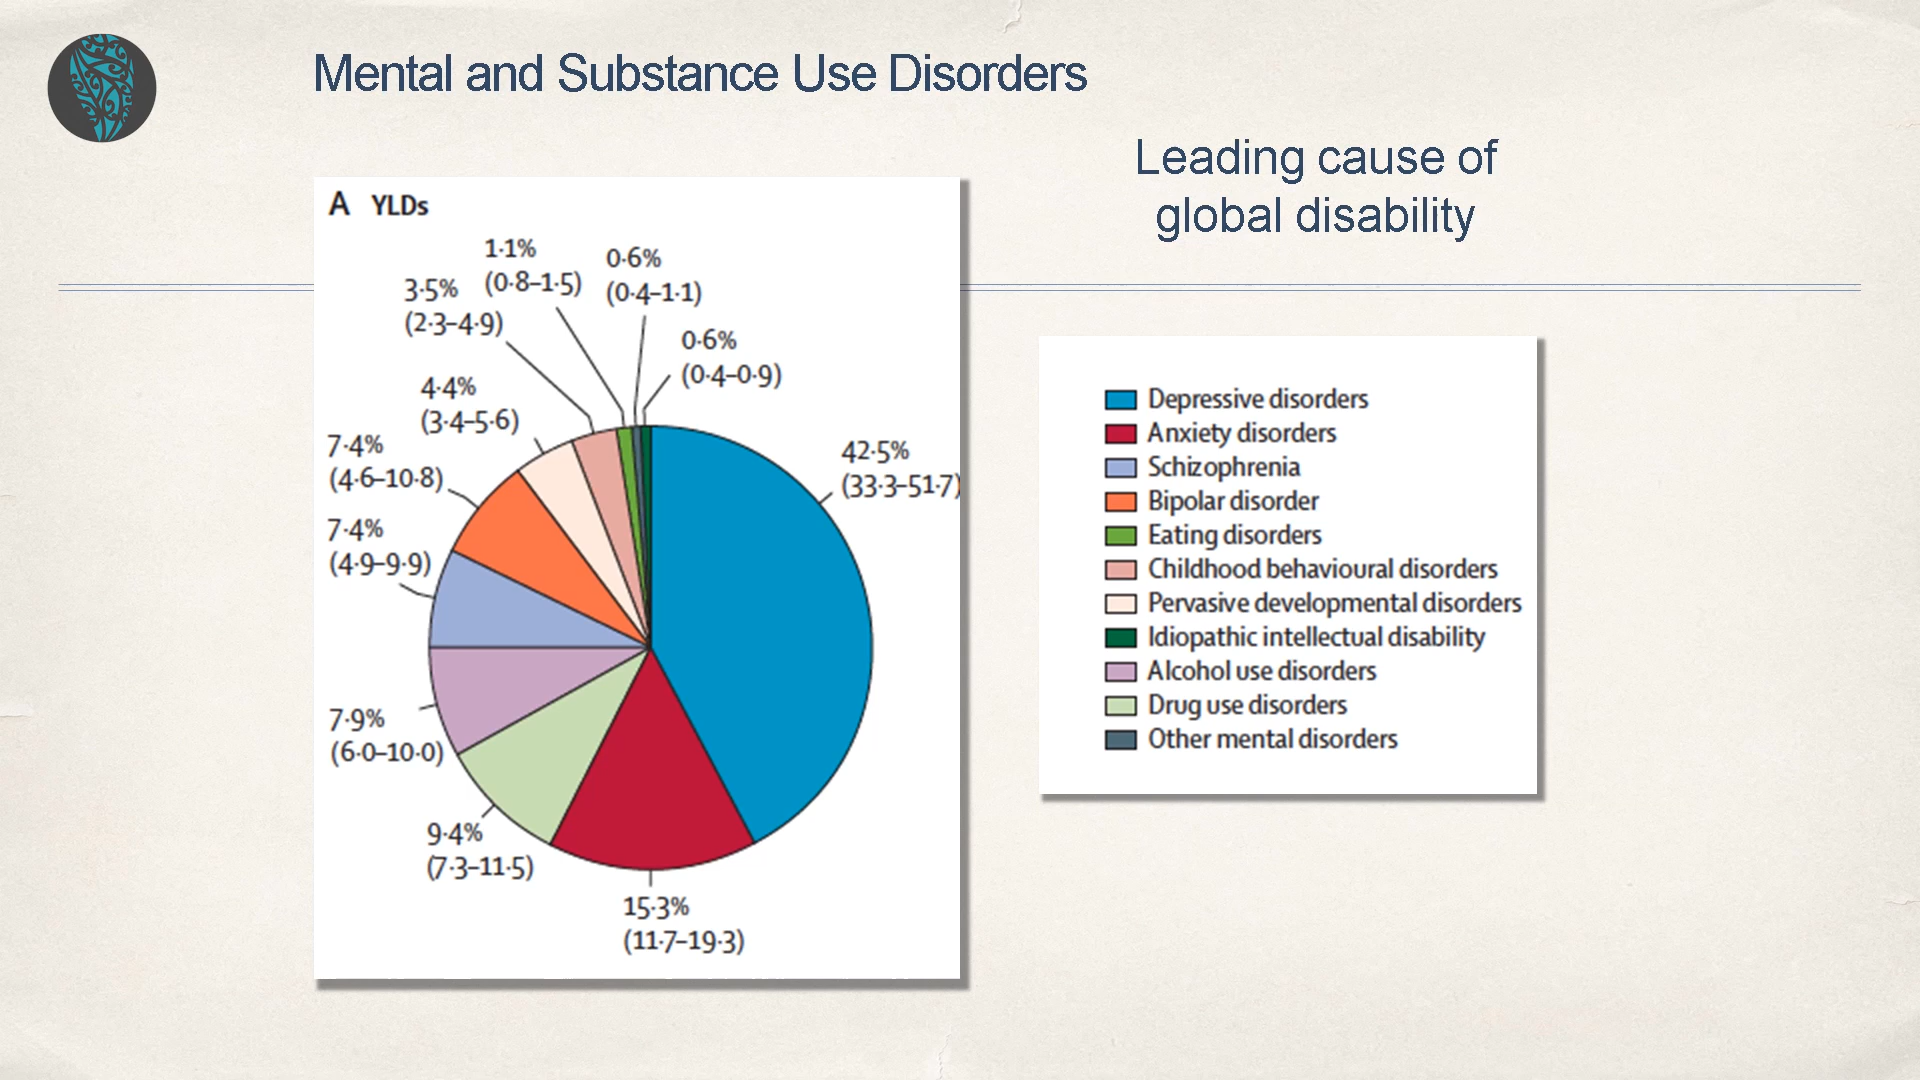 Mental and Substance Use Disorders
Leading cause of
global disability
A YLDs
1·1%
(0·8–1·5)
0·6%
(0·4–1·1)
3·5%
(2·3–4·9)
0·6%
(0·4–0·9)
4·4%
(3·4–5·6)
7·4%
(4·6–10·8)
42·5%
(33·3–51·7)
7·4%
(4·9–9·9)
7·9%
(6·0–10·0)
9·4%
(7·3–11·5)
15·3%
(11·7–19·3)
Depressive disorders
Anxiety disorders
Schizophrenia
Bipolar disorder
Eating disorders
Childhood behavioural disorders
Pervasive developmental disorders
Idiopathic intellectual disability
Alcohol use disorders
Drug use disorders
Other mental disorders